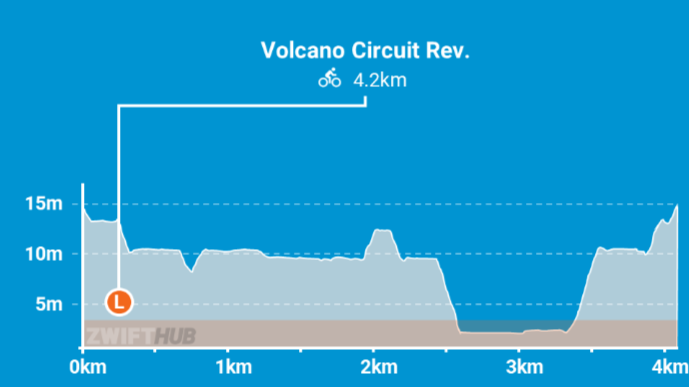 Volcano Circuit Rev.
4.2km
15m
10m
5m
L
ZWIFTHUB
0km
1km
2km
3km
4km